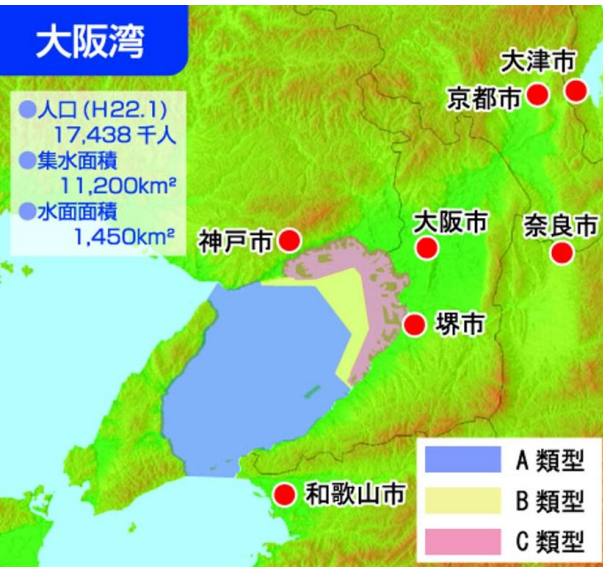 大阪湾
●人口(H22.1)
17,438千人
●集水面積
11,200km²
●水面面積
1,450km²
大津市
京都市
神戸市
大阪市
奈良市
堺市
和歌山市
A 類型
B 類型
C 類型